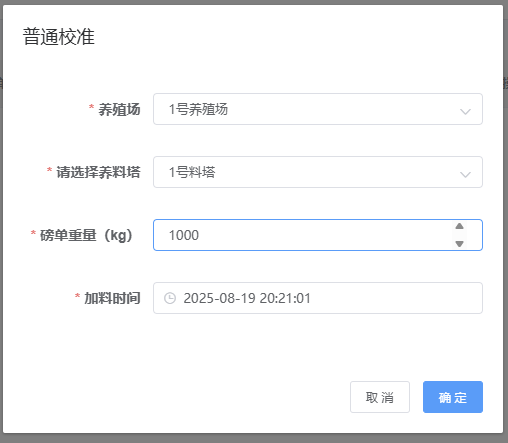 普通校准
* 养殖场 1号养殖场
* 请选择养料塔 1号料塔
* 磅单重量（kg） 1000
* 加料时间 2025-08-19 20:21:01
取 消 确 定